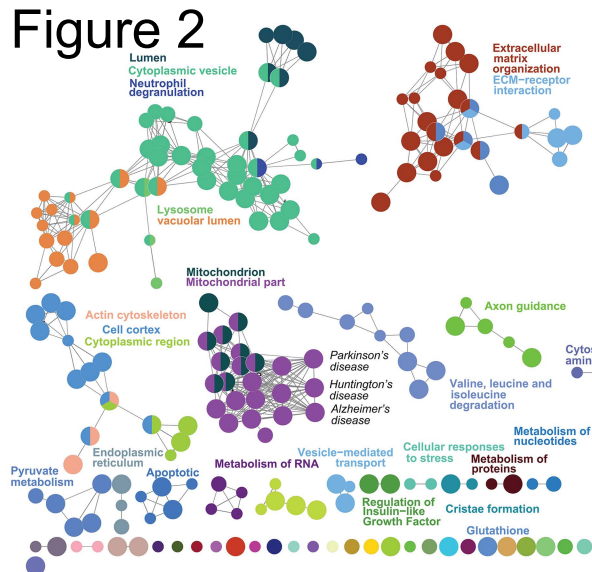 Figure 2
Lumen
Cytoplasmic vesicle
Neutrophil
degranulation
Extracellular
matrix
organization
ECM-receptor
interaction
Lysosome
vacuolar lumen
Mitochondrion
Mitochondrial part
Actin cytoskeleton
Cell cortex
Cytoplasmic region
Parkinson's
disease
Huntington's
disease
Alzheimer's
disease
Axon guidance
Cytos
amin
Valine, leucine and
isoleucine
degradation
Metabolism of
nucleotides
Cellular responses
to stress
Vesicle-mediated
transport
Metabolism of RNA
Metabolism of
proteins
Endoplasmic
reticulum
Pyruvate
metabolism
Apoptotic
Regulation of
Insulin-like
Growth Factor
Cristae formation
Glutathione